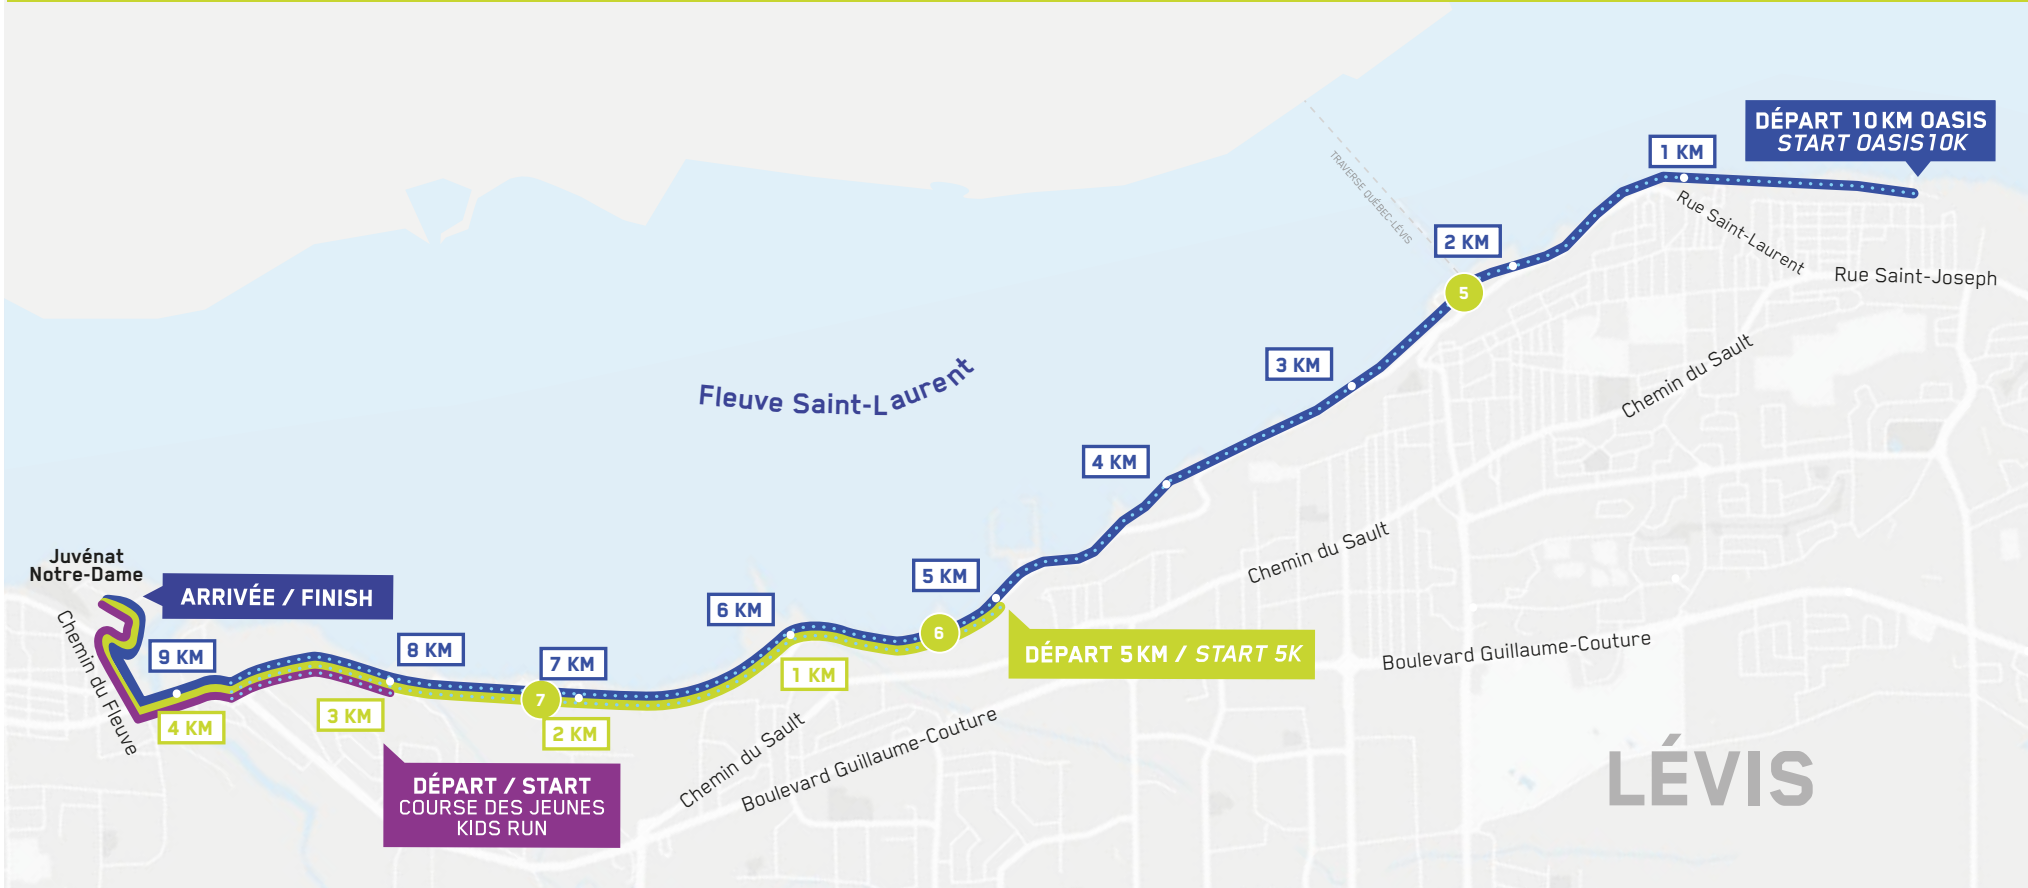 DÉPART 10 KM OASIS
START OASIS 10K
1 KM
Rue Saint-Laurent
Rue Saint-Joseph
TRAVERSE QUÉBEC-LÉVIS
2 KM
5
3 KM
Chemin du Sault
Fleuve Saint-Laurent
4 KM
Chemin du Sault
5 KM
6
DÉPART 5 KM / START 5K
Boulevard Guillaume-Couture
6 KM
1 KM
7 KM
7
2 KM
Chemin du Sault
Boulevard Guillaume-Couture
8 KM
3 KM
DÉPART / START
COURSE DES JEUNES
KIDS RUN
9 KM
4 KM
Juvénat
Notre-Dame
ARRIVÉE / FINISH
Chemin du Fleuve
LÉVIS